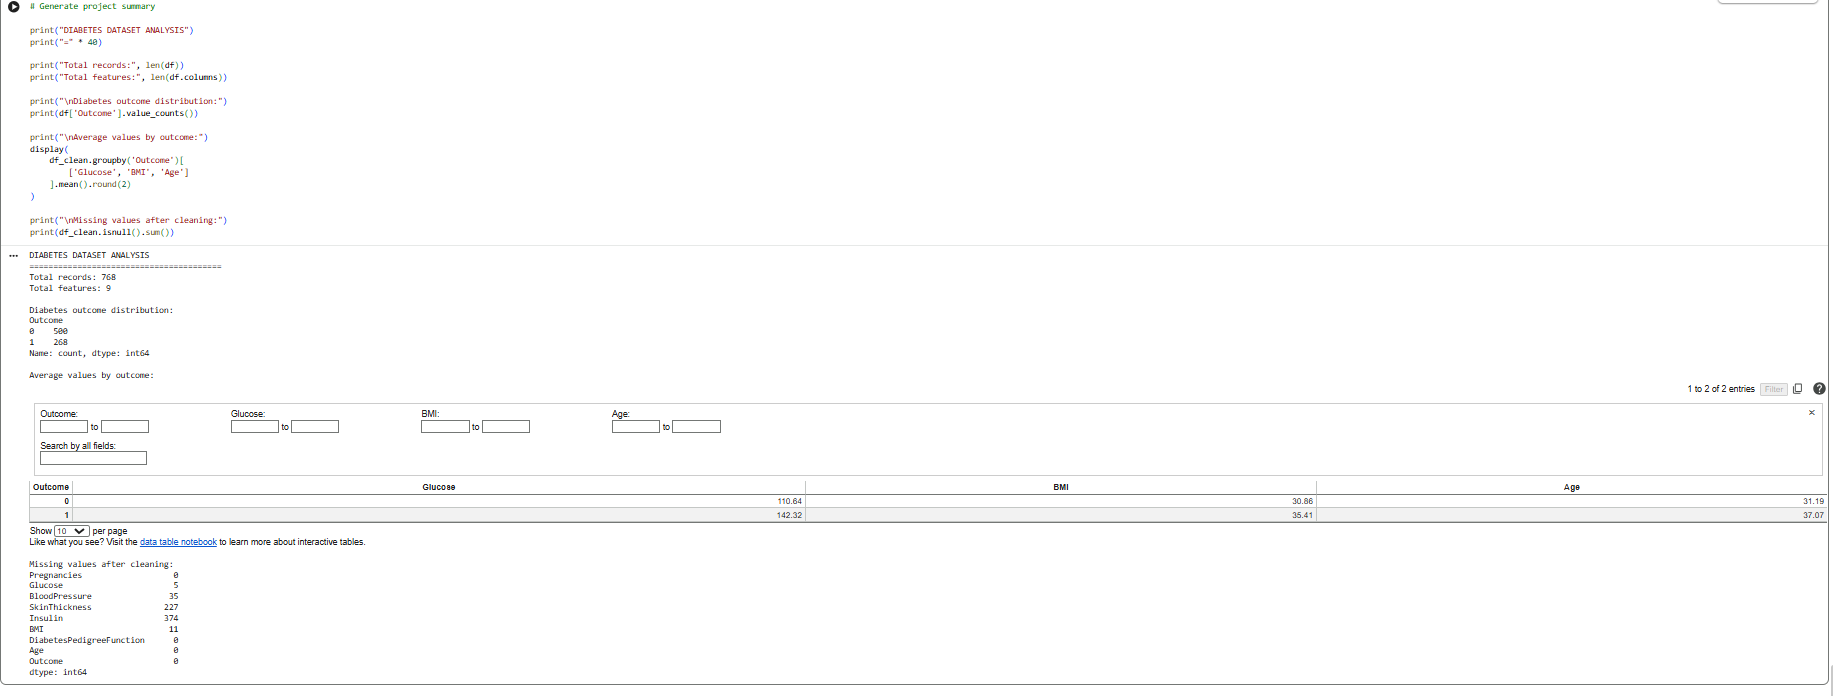 # Generate project summary
print("DIABETES DATASET ANALYSIS")
print("=" * 40)
print("Total records:", len(df))
print("Total features:", len(df.columns))
print("\nDiabetes outcome distribution:")
print(df['Outcome'].value_counts())
print("\nAverage values by outcome:")
display(
    df_clean.groupby('Outcome')[
        ['Glucose', 'BMI', 'Age']
    ].mean().round(2)
)
print("\nMissing values after cleaning:")
print(df_clean.isnull().sum())
DIABETES DATASET ANALYSIS
========================================
Total records: 768
Total features: 9
Diabetes outcome distribution:
Outcome
0    500
1    268
Name: count, dtype: int64
Average values by outcome:
1 to 2 of 2 entries Filter ?
Outcome: Glucose: BMI: Age:
to to to to
Search by all fields:
Outcome Glucose BMI Age
0 110.64 30.86 31.19
1 142.32 35.41 37.07
Show 10 per page
Like what you see? Visit the data table notebook to learn more about interactive tables.
Missing values after cleaning:
Pregnancies 0
Glucose 5
BloodPressure 35
SkinThickness 227
Insulin 374
BMI 11
DiabetesPedigreeFunction 0
Age 0
Outcome 0
dtype: int64